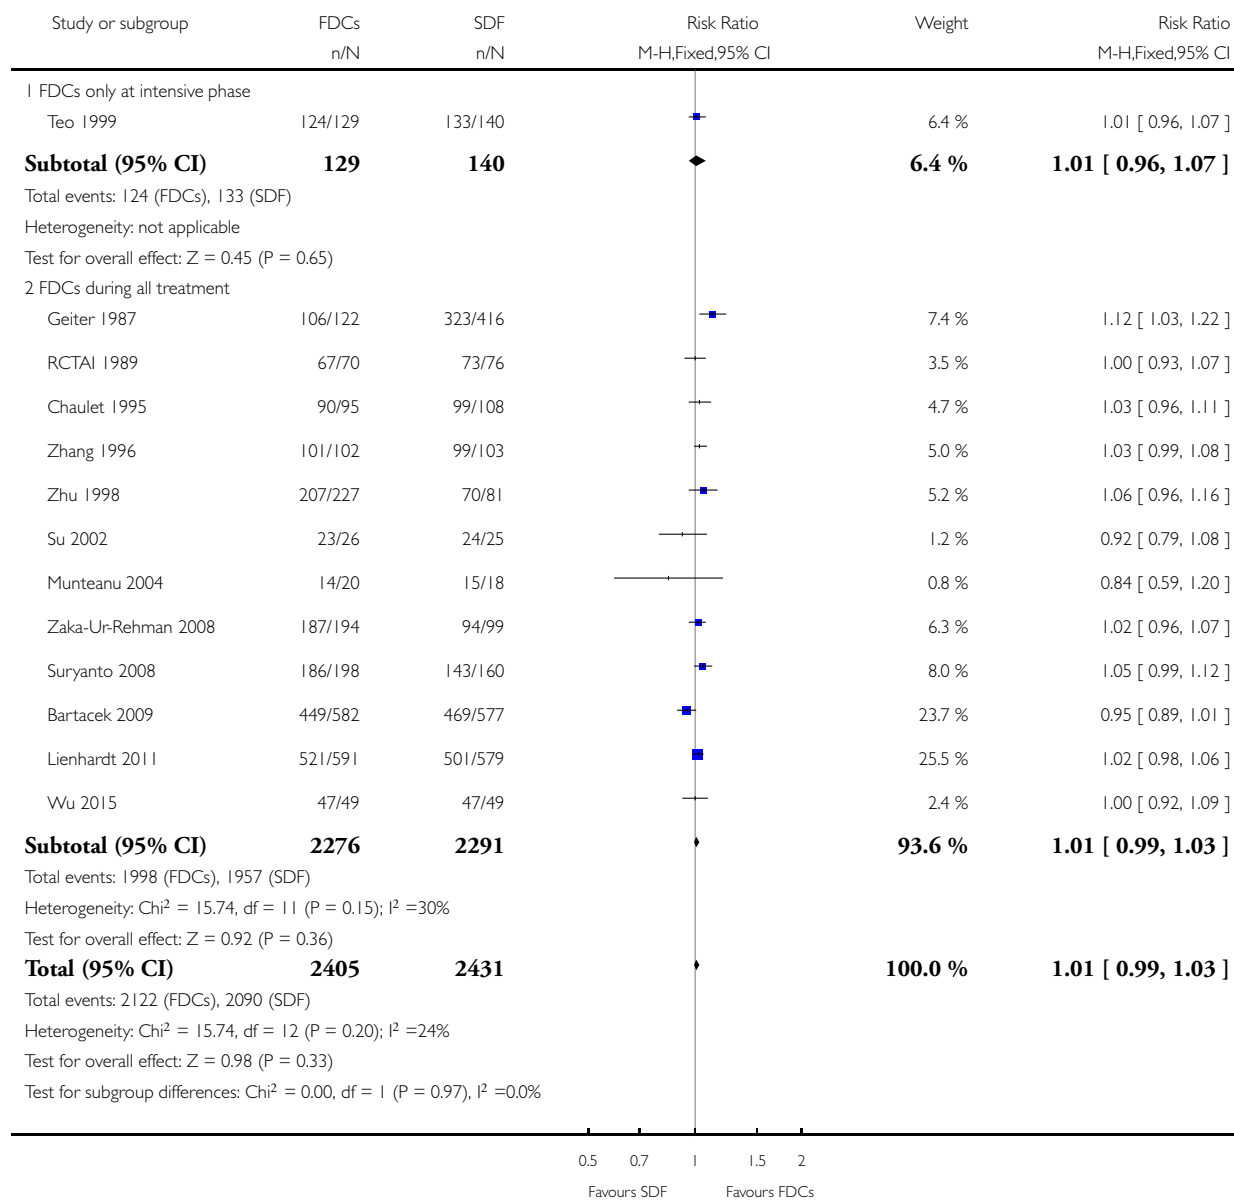 Study or subgroup FDCs SDF Risk Ratio Weight Risk Ratio
n/N n/N M-H,Fixed,95% CI M-H,Fixed,95% CI
1 FDCs only at intensive phase
Teo 1999 124/129 133/140 6.4 % 1.01 [ 0.96, 1.07 ]
Subtotal (95% CI) 129 140 6.4 % 1.01 [ 0.96, 1.07 ]
Total events: 124 (FDCs), 133 (SDF)
Heterogeneity: not applicable
Test for overall effect: Z = 0.45 (P = 0.65)
2 FDCs during all treatment
Geiter 1987 106/122 323/416 7.4 % 1.12 [ 1.03, 1.22 ]
RCTAI 1989 67/70 73/76 3.5 % 1.00 [ 0.93, 1.07 ]
Chaulet 1995 90/95 99/108 4.7 % 1.03 [ 0.96, 1.11 ]
Zhang 1996 101/102 99/103 5.0 % 1.03 [ 0.99, 1.08 ]
Zhu 1998 207/227 70/81 5.2 % 1.06 [ 0.96, 1.16 ]
Su 2002 23/26 24/25 1.2 % 0.92 [ 0.79, 1.08 ]
Munteanu 2004 14/20 15/18 0.8 % 0.84 [ 0.59, 1.20 ]
Zaka-Ur-Rehman 2008 187/194 94/99 6.3 % 1.02 [ 0.96, 1.07 ]
Suryanto 2008 186/198 143/160 8.0 % 1.05 [ 0.99, 1.12 ]
Bartacek 2009 449/582 469/577 23.7 % 0.95 [ 0.89, 1.01 ]
Lienhardt 2011 521/591 501/579 25.5 % 1.02 [ 0.98, 1.06 ]
Wu 2015 47/49 47/49 2.4 % 1.00 [ 0.92, 1.09 ]
Subtotal (95% CI) 2276 2291 93.6 % 1.01 [ 0.99, 1.03 ]
Total events: 1998 (FDCs), 1957 (SDF)
Heterogeneity: Chi² = 15.74, df = 11 (P = 0.15); I² =30%
Test for overall effect: Z = 0.92 (P = 0.36)
Total (95% CI) 2405 2431 100.0 % 1.01 [ 0.99, 1.03 ]
Total events: 2122 (FDCs), 2090 (SDF)
Heterogeneity: Chi² = 15.74, df = 12 (P = 0.20); I² =24%
Test for overall effect: Z = 0.98 (P = 0.33)
Test for subgroup differences: Chi² = 0.00, df = 1 (P = 0.97), I² =0.0%
0.5 0.7 1 1.5 2
Favours SDF Favours FDCs